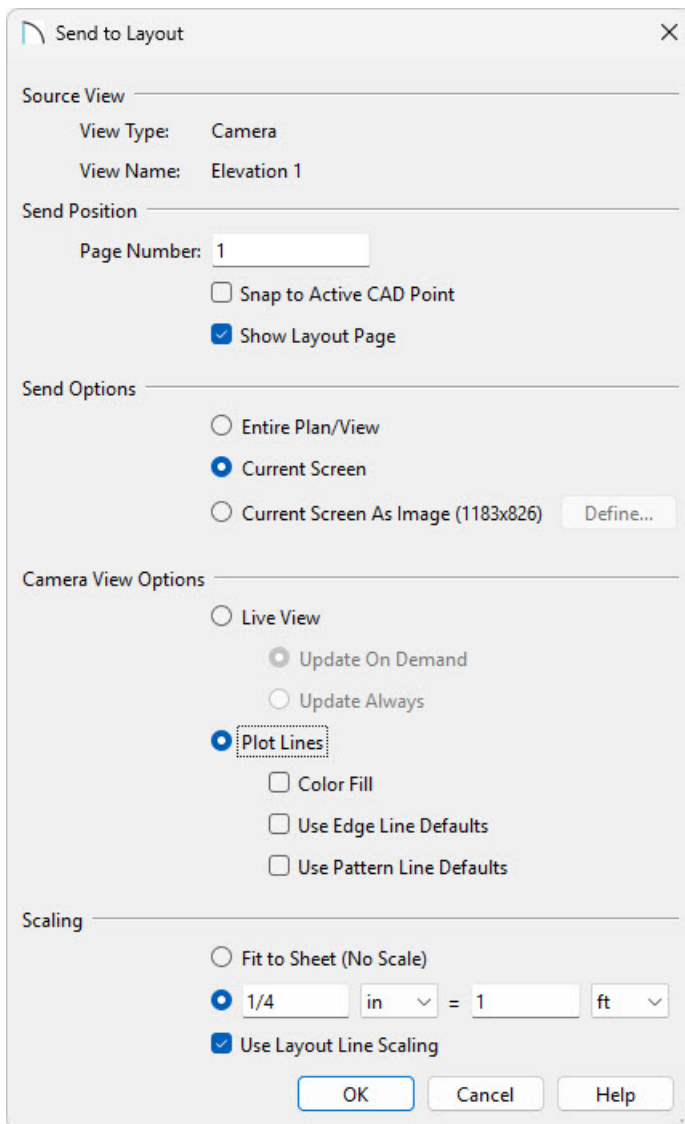 Send to Layout
Source View
View Type: Camera
View Name: Elevation 1
Send Position
Page Number: 1
Snap to Active CAD Point
Show Layout Page
Send Options
Entire Plan/View
Current Screen
Current Screen As Image (1183x826) Define...
Camera View Options
Live View
Update On Demand
Update Always
Plot Lines
Color Fill
Use Edge Line Defaults
Use Pattern Line Defaults
Scaling
Fit to Sheet (No Scale)
1/4 in = 1 ft
Use Layout Line Scaling
OK Cancel Help